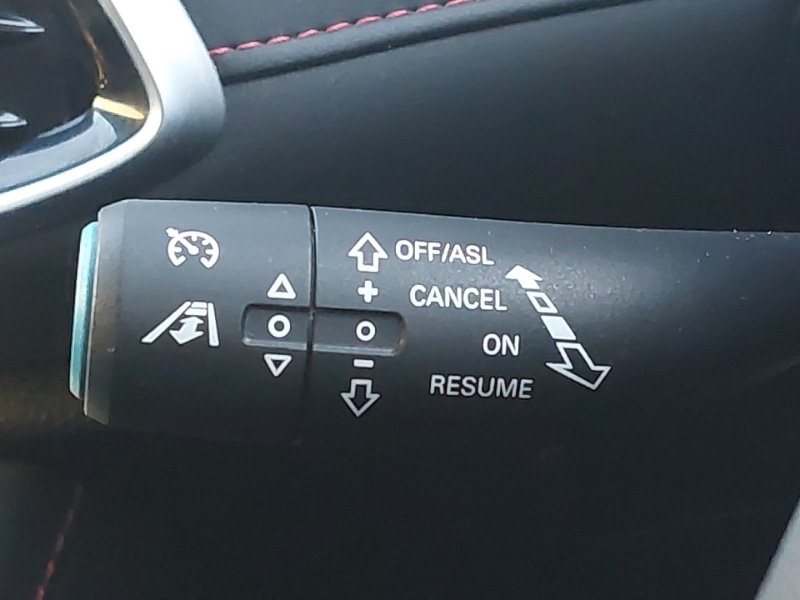 OFF/ASL
+
CANCEL
ON
-
RESUME